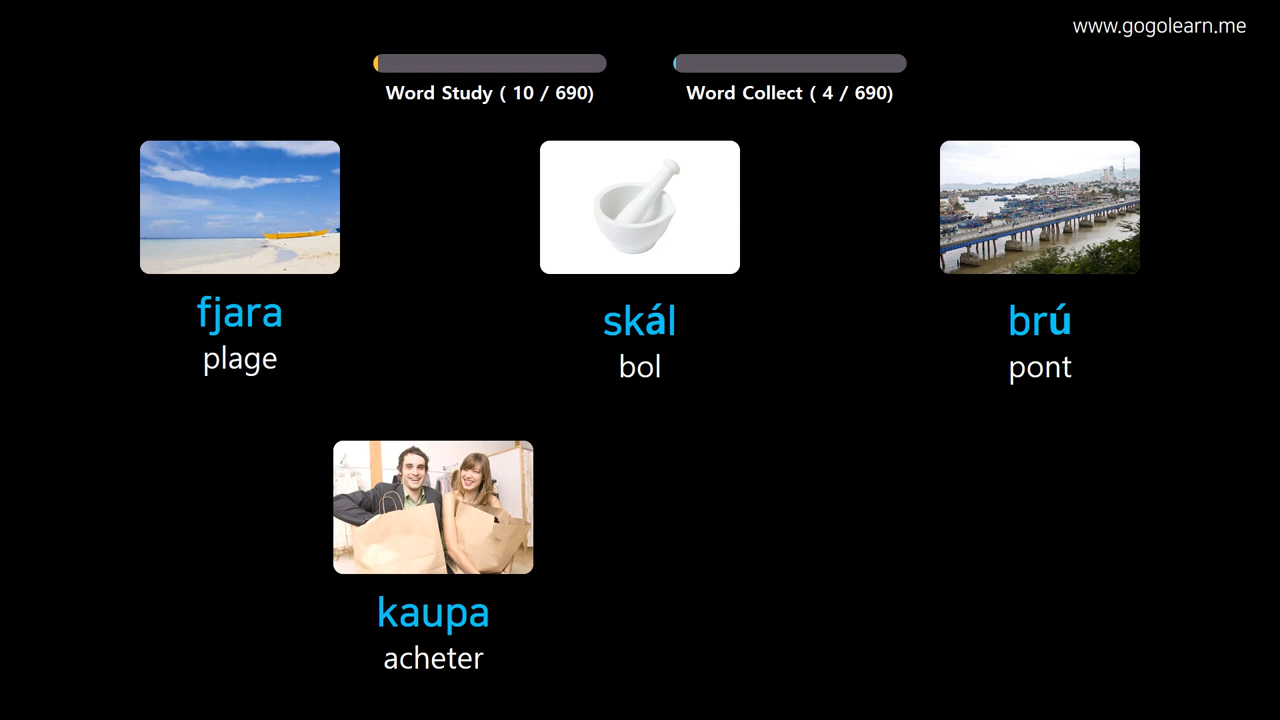 www.gogolearn.me
Word Study ( 10 / 690)
Word Collect ( 4 / 690)
fjara
plage
skál
bol
brú
pont
kaupa
acheter